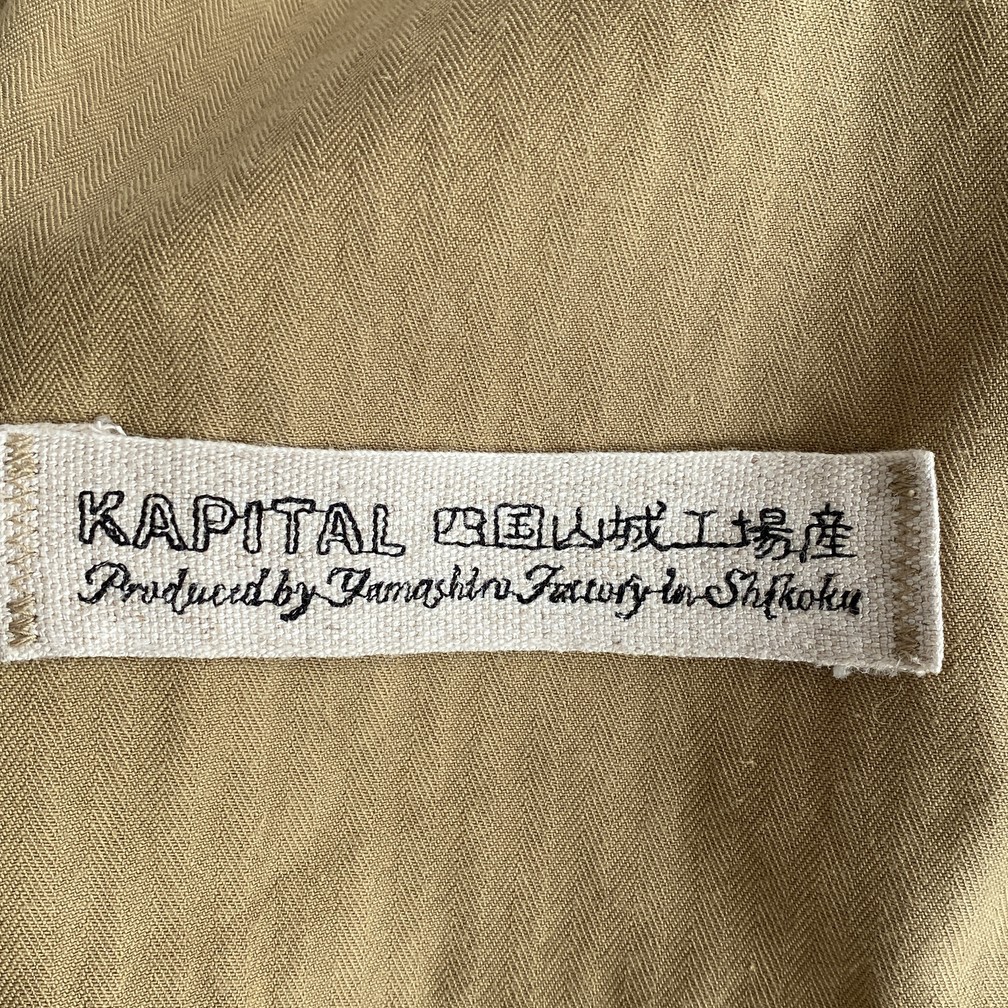 KAPITAL 四国山城工場産
Produced by Yamashiro Factory in Shikoku